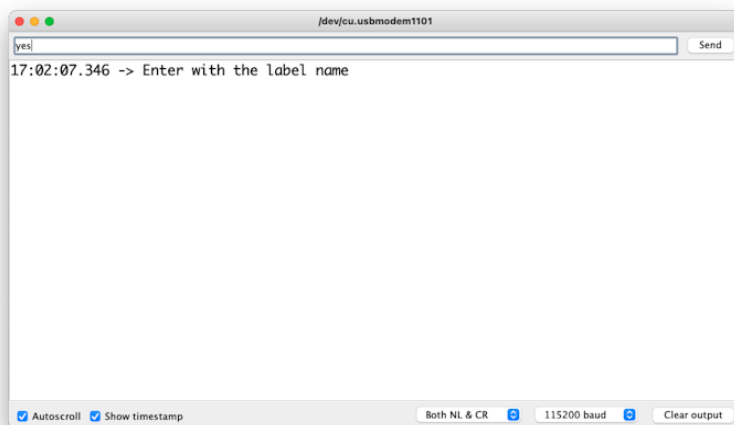 /dev/cu.usbmodem1101
yes
Send
17:02:07.346 -> Enter with the label name
Autoscroll Show timestamp Both NL & CR 115200 baud Clear output